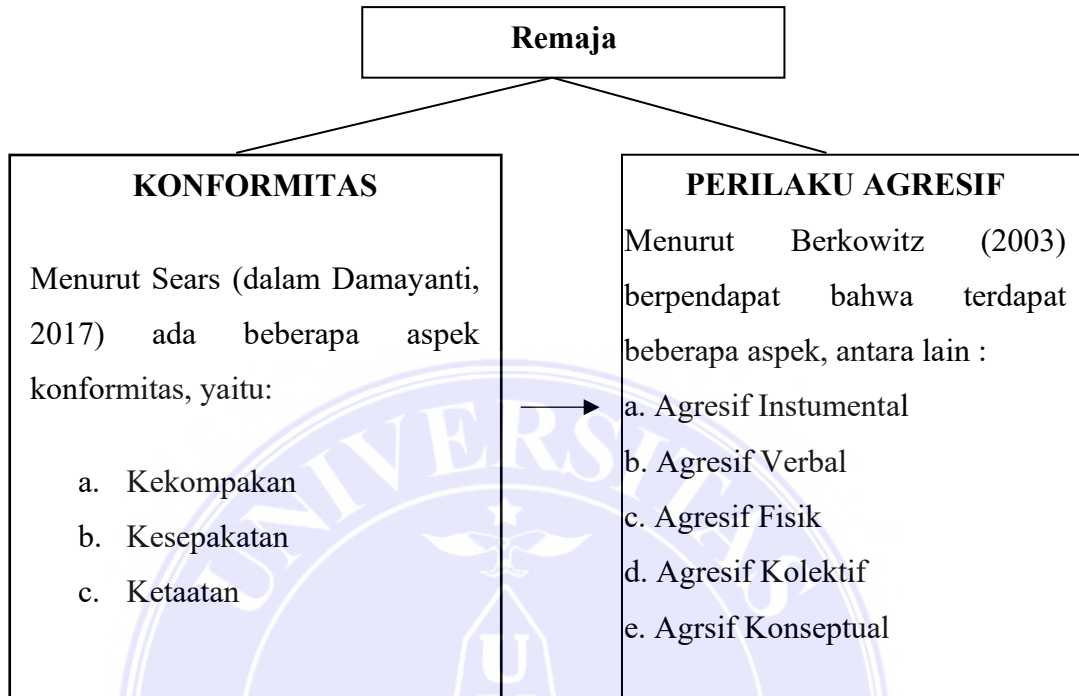 Remaja
KONFORMITAS
Menurut Sears (dalam Damayanti,
2017) ada beberapa aspek
konformitas, yaitu:
a. Kekompakan
b. Kesepakatan
c. Ketaatan
PERILAKU AGRESIF
Menurut Berkowitz (2003)
berpendapat bahwa terdapat
beberapa aspek, antara lain :
a. Agresif Instumental
b. Agresif Verbal
c. Agresif Fisik
d. Agresif Kolektif
e. Agrsif Konseptual
UNIVERSITAS
U